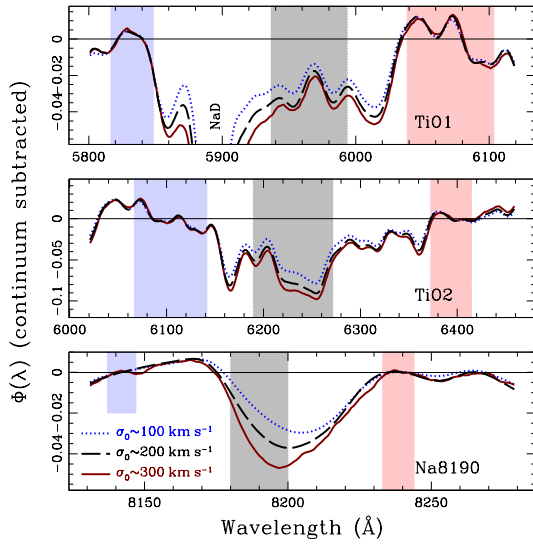 Φ(λ) (continuum subtracted)
0
−0.02
−0.04
NaD
TiO1
5800
5900
6000
6100
0
−0.05
−0.1
TiO2
6000
6100
6200
6300
6400
0
−0.02
−0.04
σ₀~100 km s⁻¹
σ₀~200 km s⁻¹
σ₀~300 km s⁻¹
Na8190
8150
8200
8250
Wavelength (Å)